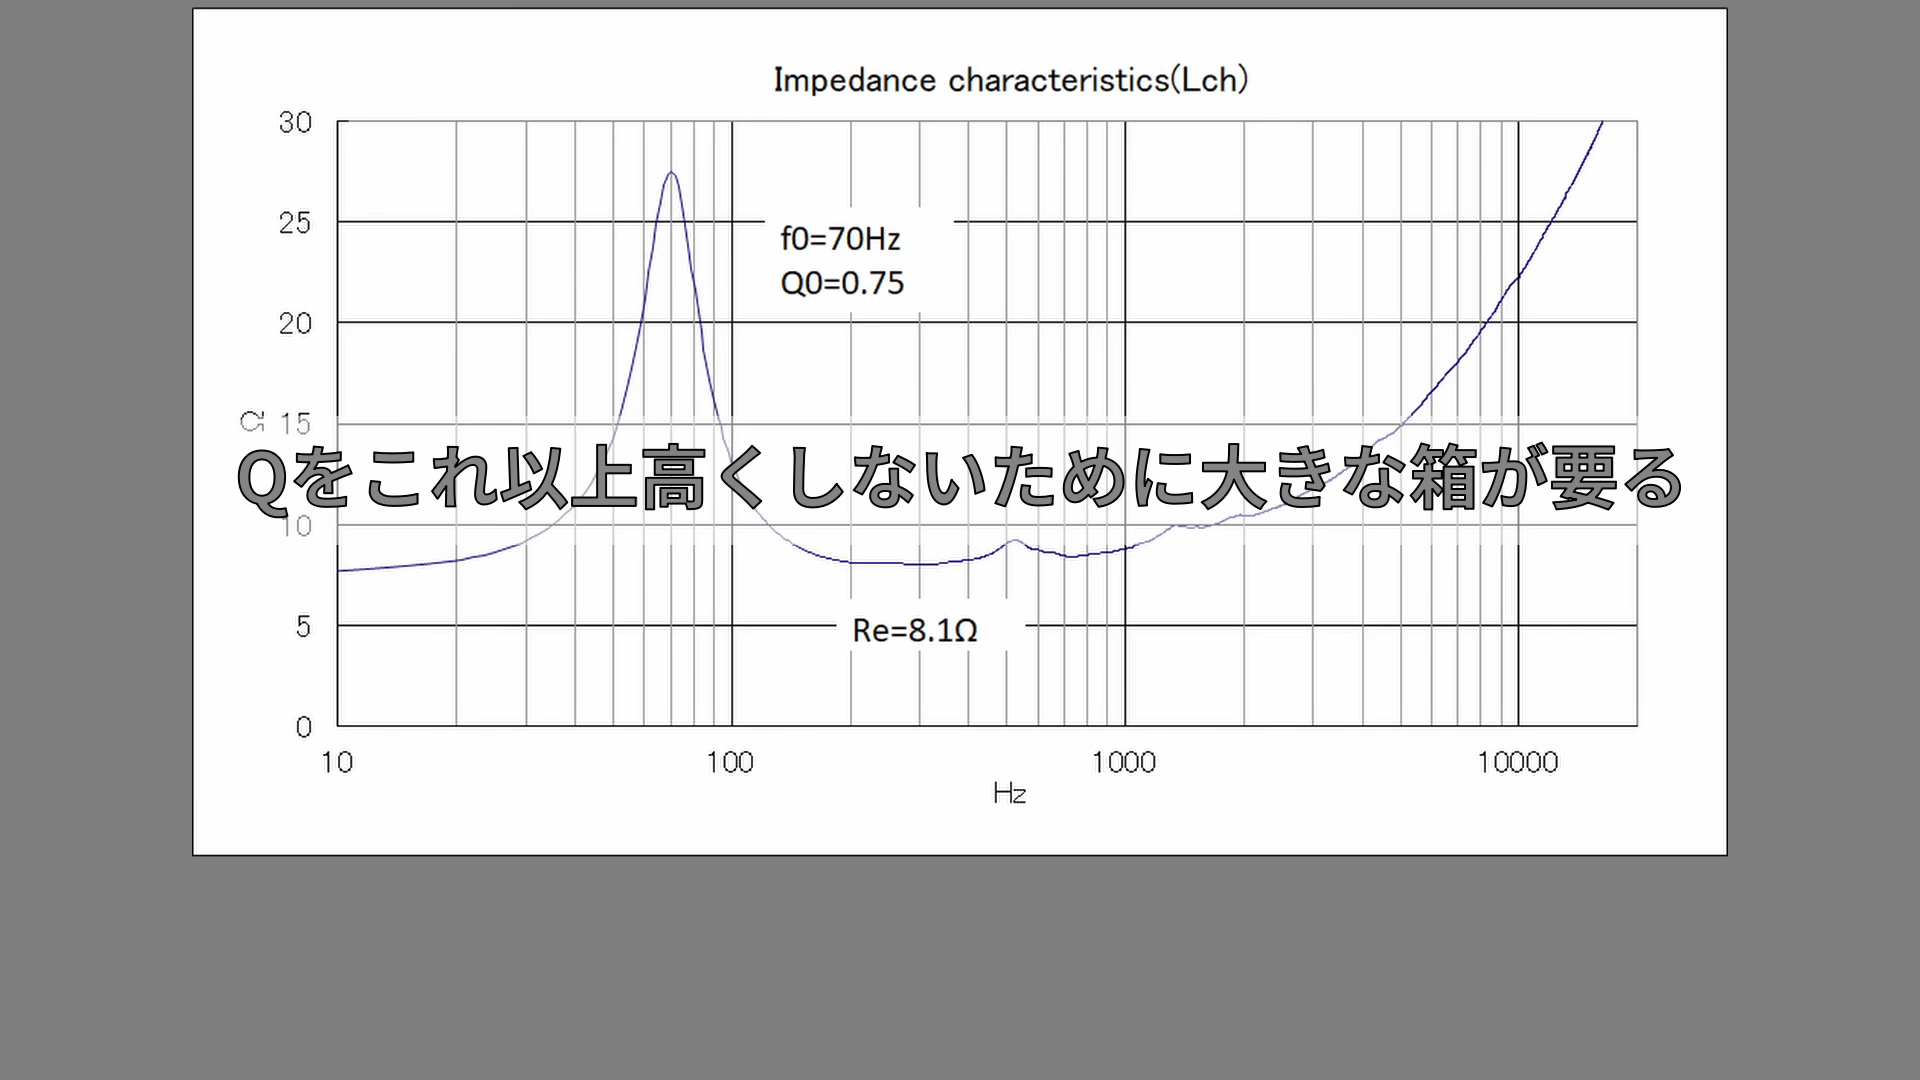 Impedance characteristics(Lch)
30
25
20
15
10
5
0
Ω
f0=70Hz
Q0=0.75
Qをこれ以上高くしないために大きな箱が要る
Re=8.1Ω
10
100
1000
10000
Hz